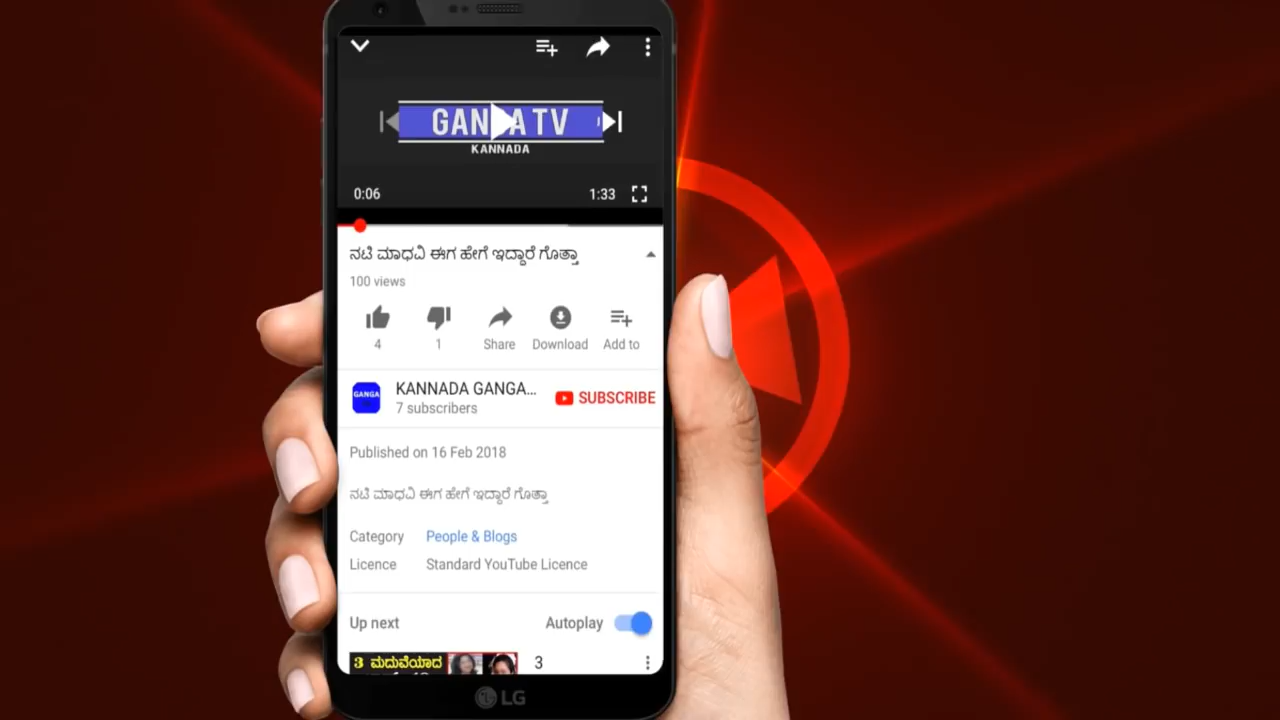 GANGA TV
KANNADA
0:06
1:33
ನಟಿ ಮಾಧವಿ ಈಗ ಹೇಗೆ ಇದ್ದಾರೆ ಗೊತ್ತಾ
100 views
4
1
Share
Download
Add to
GANGA
KANNADA GANGA...
7 subscribers
SUBSCRIBE
Published on 16 Feb 2018
ನಟಿ ಮಾಧವಿ ಈಗ ಹೇಗೆ ಇದ್ದಾರೆ ಗೊತ್ತಾ
Category People & Blogs
Licence Standard YouTube Licence
Up next
Autoplay
3 ಮದುವೆಯಾದ
3
LG